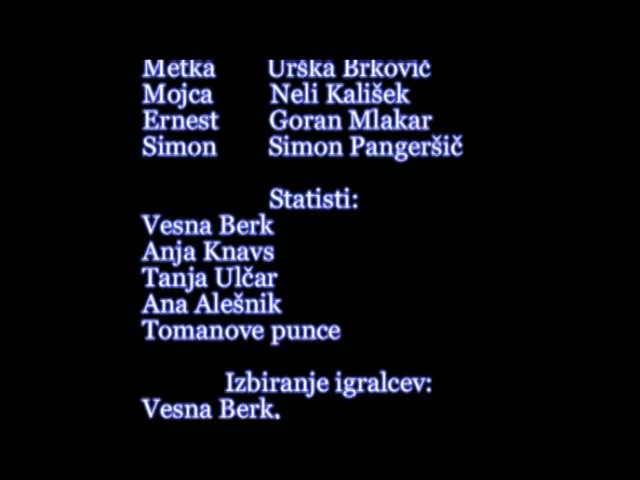 Metka Urška Brkovič
Mojca Neli Kališek
Ernest Goran Mlakar
Simon Simon Pangeršič
Statisti:
Vesna Berk
Anja Knavs
Tanja Ulčar
Ana Alešnik
Tomanove punce
Izbiranje igralcev:
Vesna Berk.